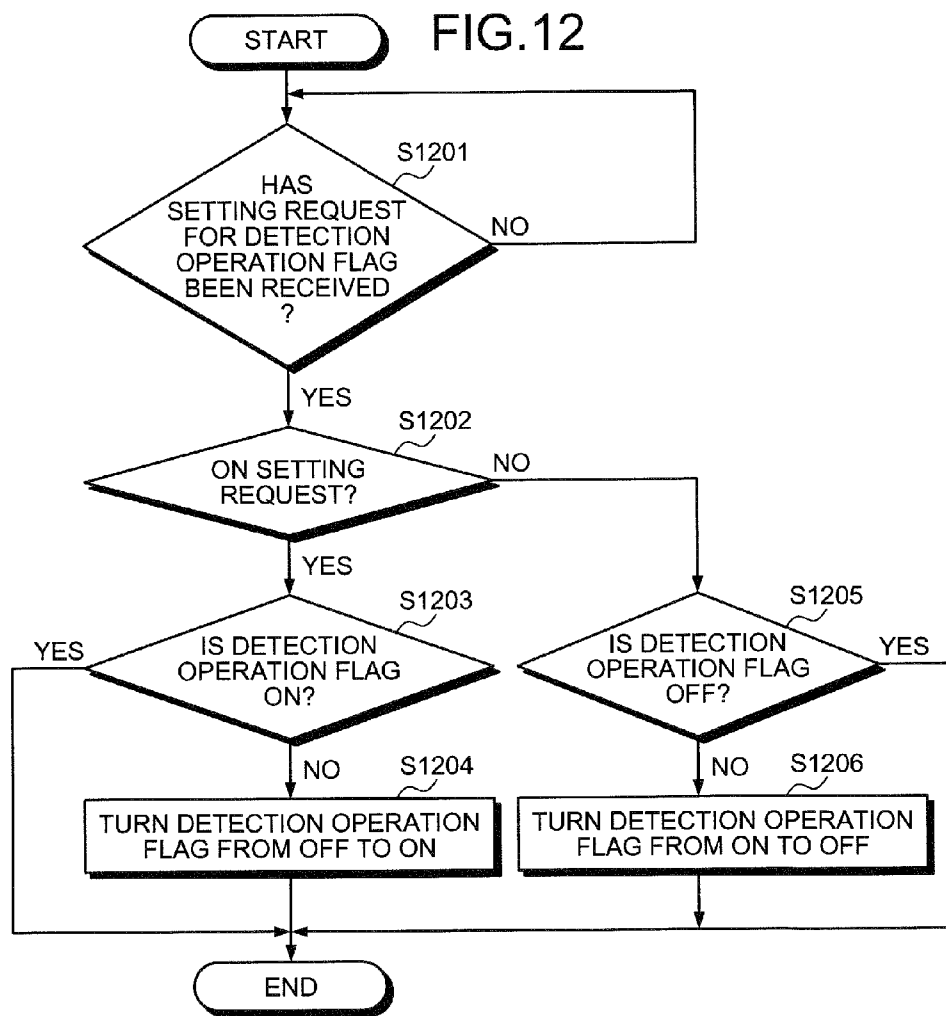 START
FIG.12
S1201
HAS
SETTING REQUEST
FOR DETECTION
OPERATION FLAG
BEEN RECEIVED
?
NO
YES
S1202
ON SETTING
REQUEST?
NO
YES
S1203
YES
IS DETECTION
OPERATION FLAG
ON?
S1205
IS DETECTION
OPERATION FLAG
OFF?
YES
NO
S1204
TURN DETECTION OPERATION
FLAG FROM OFF TO ON
NO
S1206
TURN DETECTION OPERATION
FLAG FROM ON TO OFF
END